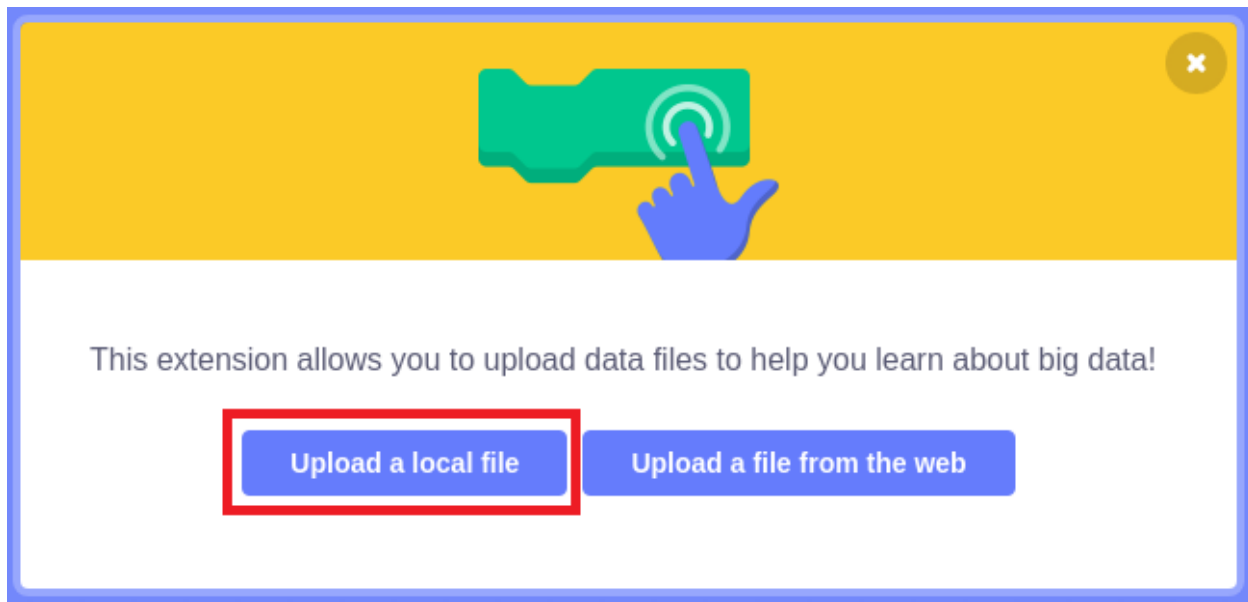 This extension allows you to upload data files to help you learn about big data!
Upload a local file
Upload a file from the web